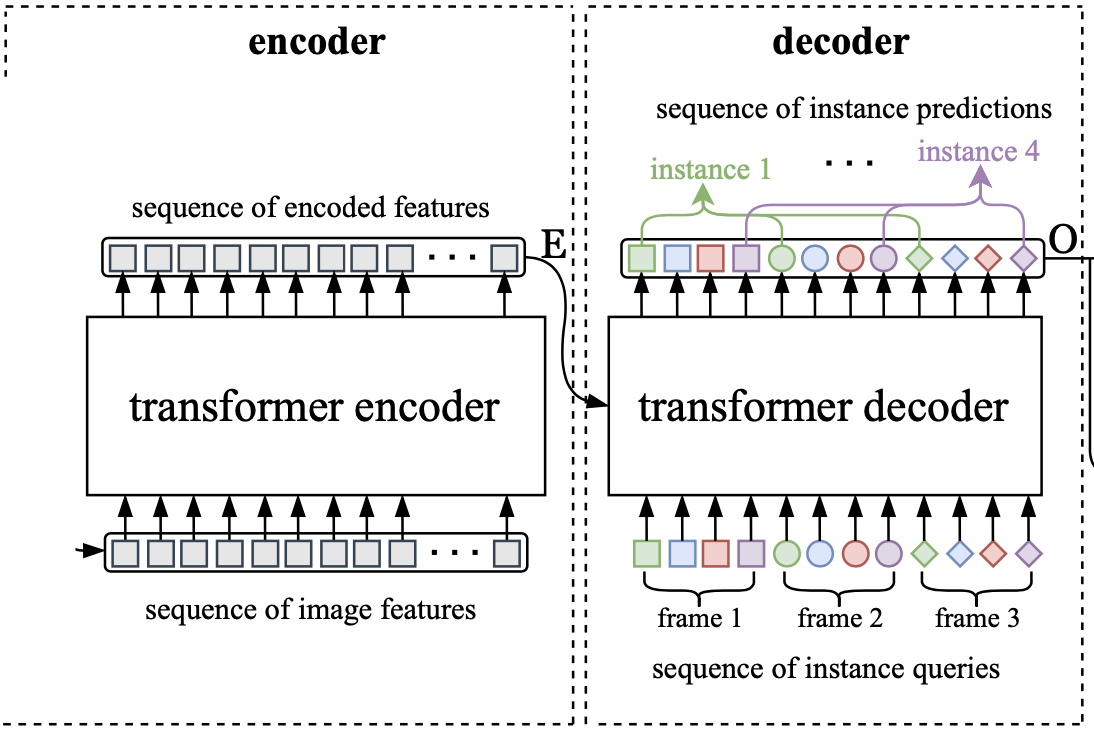 encoder
sequence of encoded features
E
transformer encoder
. . .
sequence of image features
decoder
sequence of instance predictions
instance 1
. . .
instance 4
O
transformer decoder
frame 1
frame 2
frame 3
sequence of instance queries